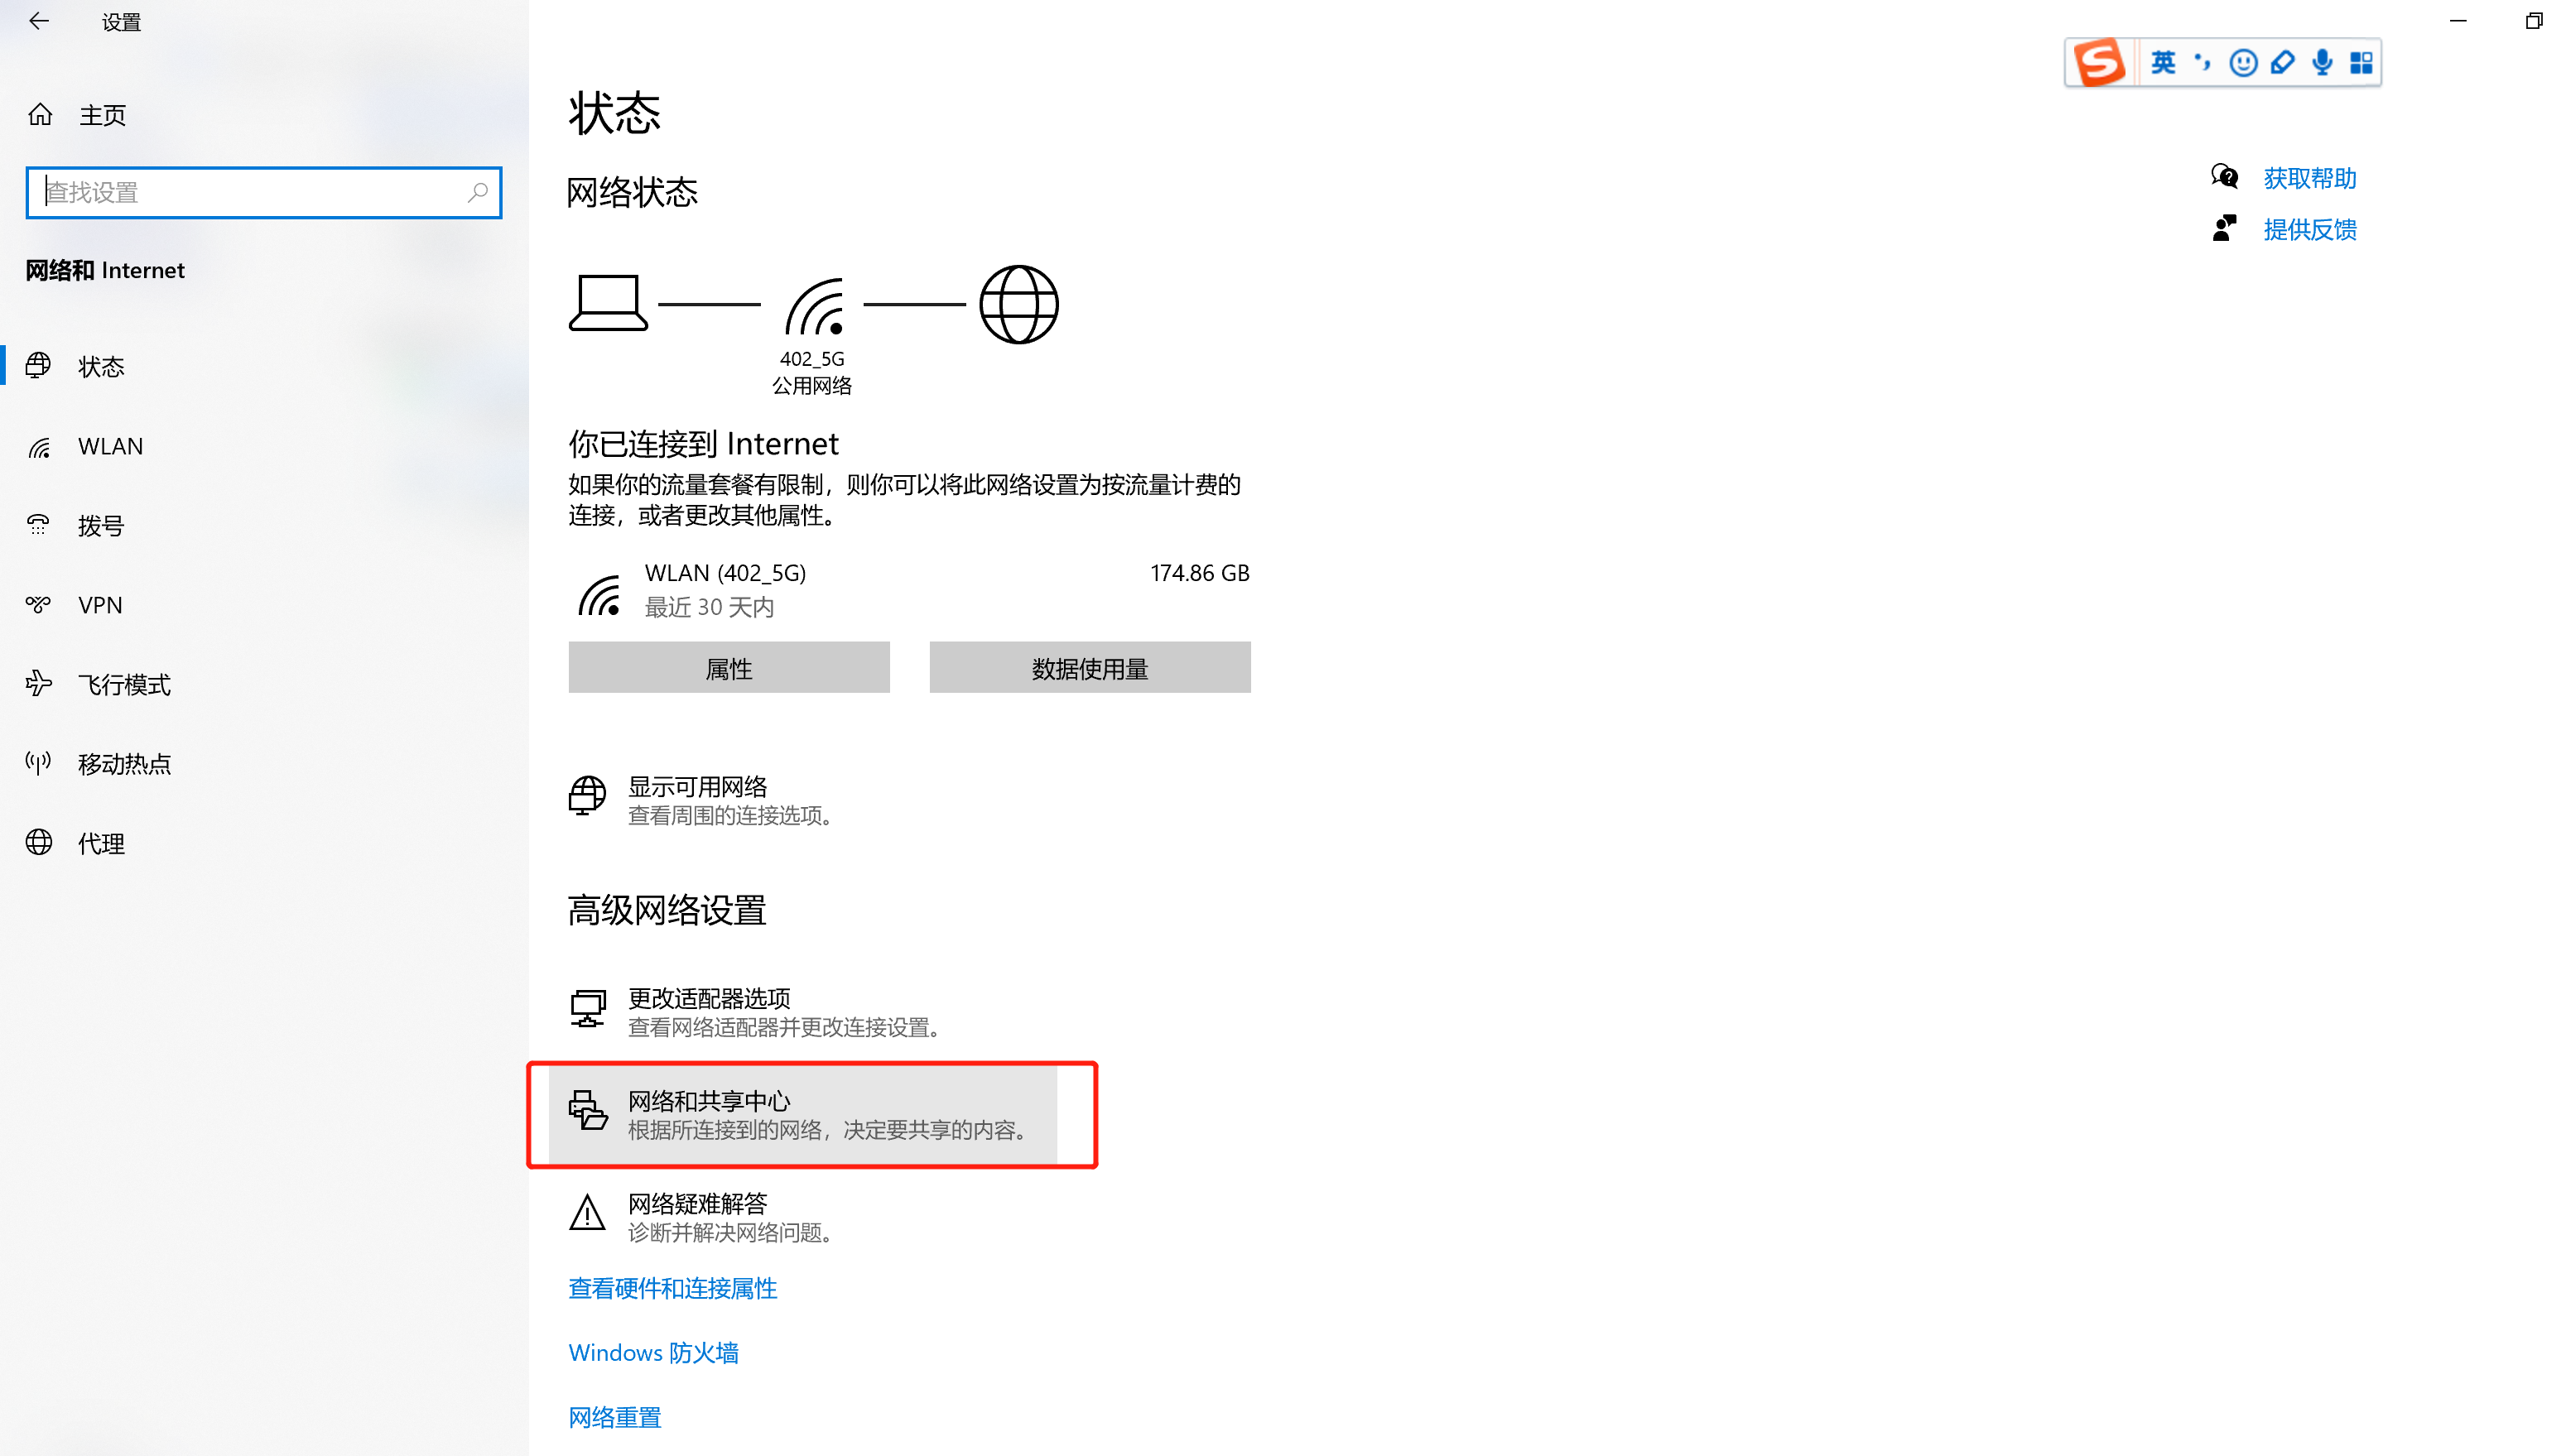 设置
主页
查找设置
网络和 Internet
状态
WLAN
拨号
VPN
飞行模式
移动热点
代理
状态
网络状态
402_5G
公用网络
你已连接到 Internet
如果你的流量套餐有限制，则你可以将此网络设置为按流量计费的
连接，或者更改其他属性。
WLAN (402_5G) 174.86 GB
最近 30 天内
属性 数据使用量
显示可用网络
查看周围的连接选项。
高级网络设置
更改适配器选项
查看网络适配器并更改连接设置。
网络和共享中心
根据所连接到的网络，决定要共享的内容。
网络疑难解答
诊断并解决网络问题。
查看硬件和连接属性
Windows 防火墙
网络重置
S 英
获取帮助
提供反馈